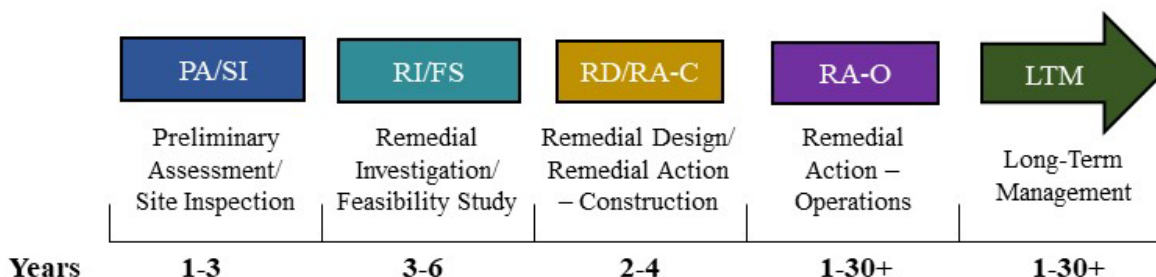 PA/SI
RI/FS
RD/RA-C
RA-O
LTM
Preliminary
Assessment/
Site Inspection
Remedial
Investigation/
Feasibility Study
Remedial Design/
Remedial Action
– Construction
Remedial
Action –
Operations
Long-Term
Management
Years 1-3 3-6 2-4 1-30+ 1-30+